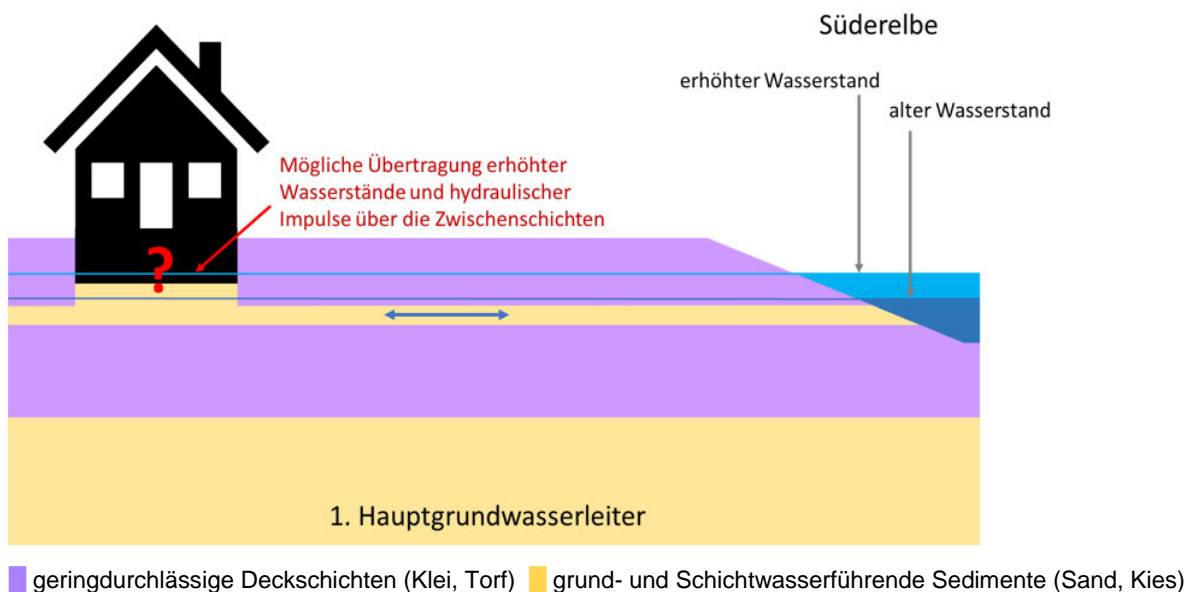 Süderelbe
erhöhter Wasserstand
alter Wasserstand
Mögliche Übertragung erhöhter
Wasserstände und hydraulischer
Impulse über die Zwischenschichten
?
1. Hauptgrundwasserleiter
geringdurchlässige Deckschichten (Klei, Torf) grund- und Schichtwasserführende Sedimente (Sand, Kies)